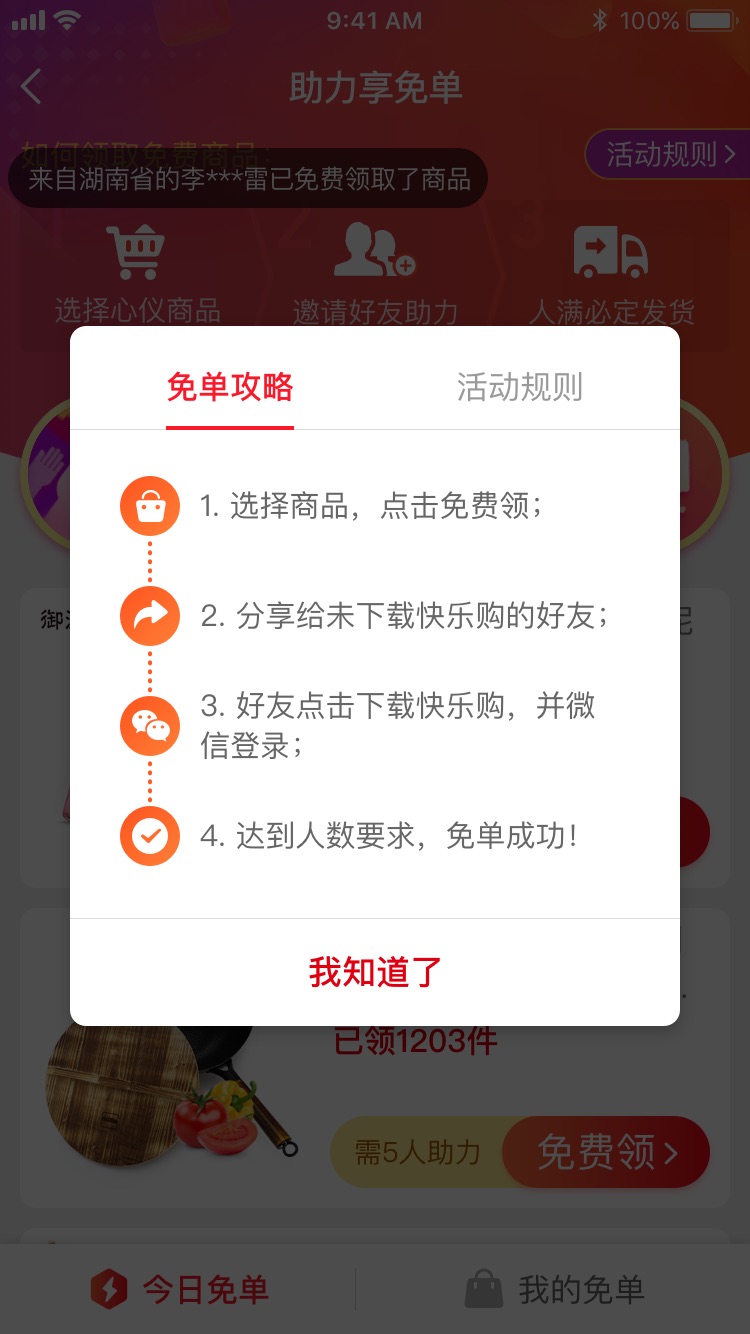 9:41 AM
100%
助力享免单
如何领取免费商品：
活动规则
来自湖南省的李***雷已免费领取了商品
1
2
3
选择心仪商品
邀请好友助力
人满必定发货
免单攻略
活动规则
1. 选择商品，点击免费领；
2. 分享给未下载快乐购的好友；
3. 好友点击下载快乐购，并微
信登录；
4. 达到人数要求，免单成功！
我知道了
已领1203件
需5人助力
免费领
今日免单
我的免单